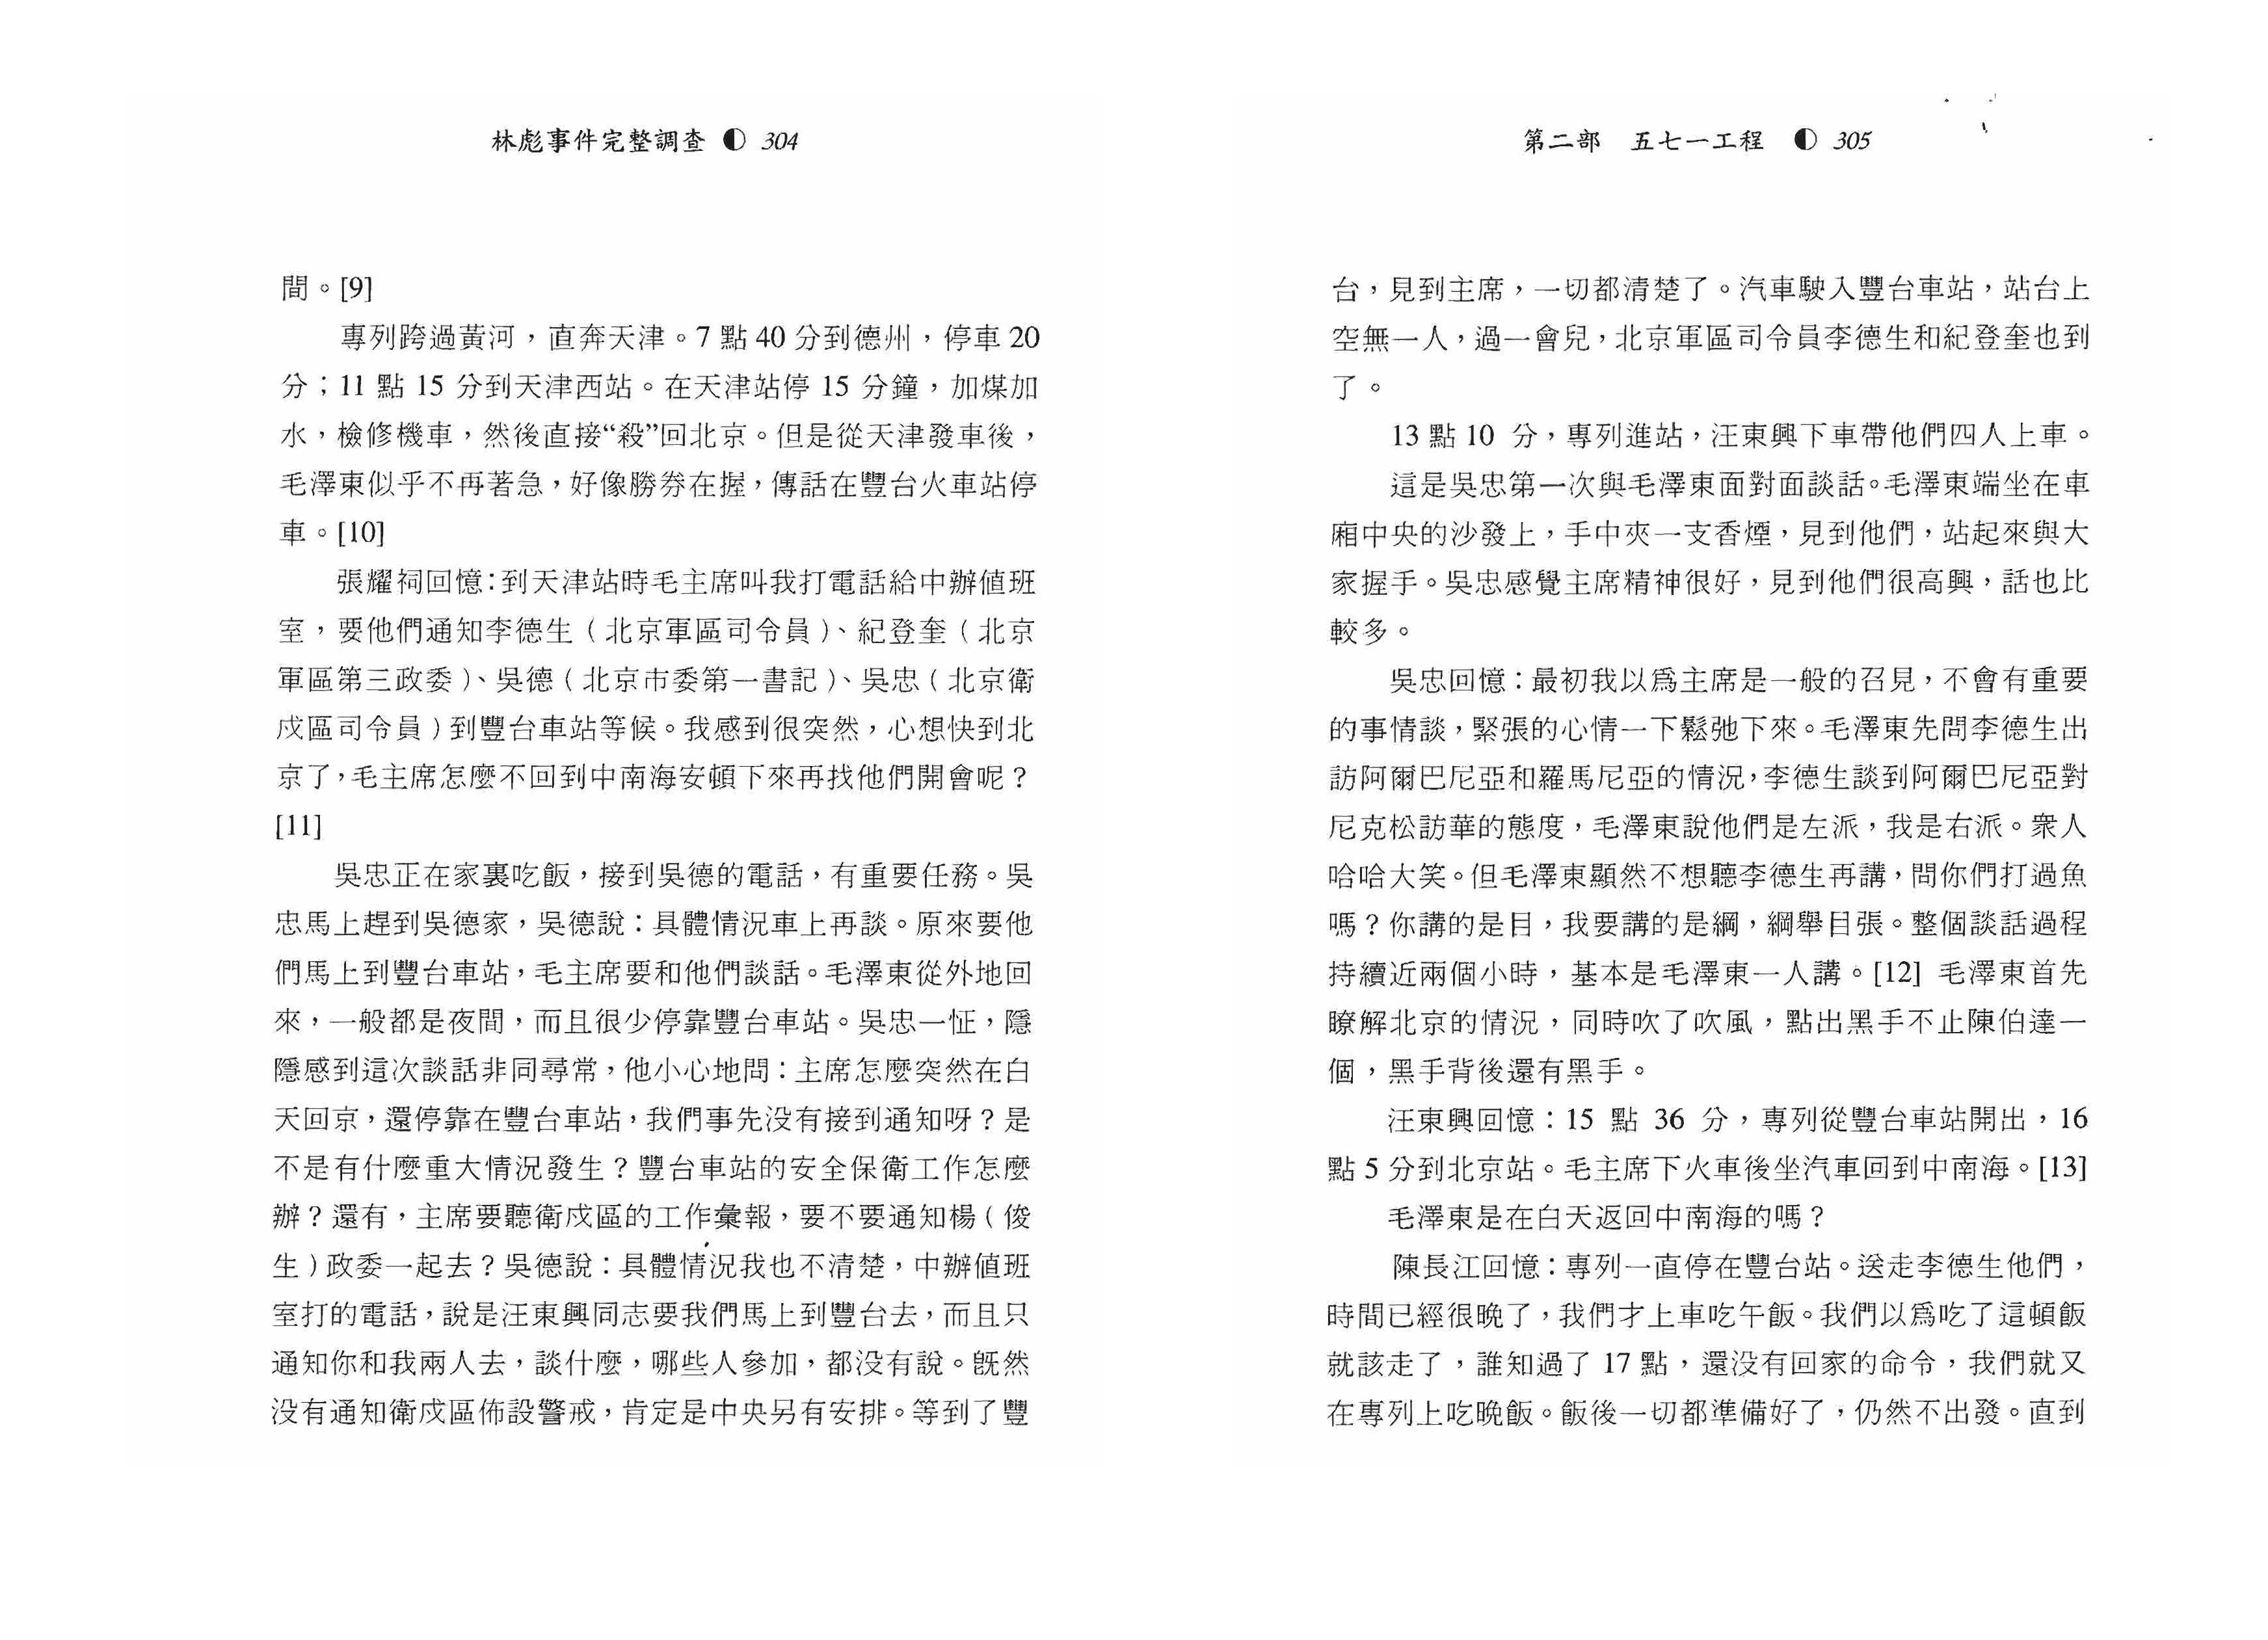 林彪事件完整調查 ◐ 304
間。[9]
專列跨過黃河，直奔天津。7 點 40 分到德州，停車 20
分；11 點 15 分到天津西站。在天津站停 15 分鐘，加煤加
水，檢修機車，然後直接“殺”回北京。但是從天津發車後，
毛澤東似乎不再著急，好像勝券在握，傳話在豐台火車站停
車。[10]
張耀祠回憶：到天津站時毛主席叫我打電話給中辦值班
室，要他們通知李德生（北京軍區司令員）、紀登奎（北京
軍區第三政委）、吳德（北京市委第一書記）、吳忠（北京衛
戍區司令員）到豐台車站等候。我感到很突然，心想快到北
京了，毛主席怎麼不回到中南海安頓下來再找他們開會呢？
[11]
吳忠正在家裏吃飯，接到吳德的電話，有重要任務。吳
忠馬上趕到吳德家，吳德說：具體情況車上再談。原來要他
們馬上到豐台車站，毛主席要和他們談話。毛澤東從外地回
來，一般都是夜間，而且很少停靠豐台車站。吳忠一怔，隱
隱感到這次談話非同尋常，他小心地問：主席怎麼突然在白
天回京，還停靠在豐台車站，我們事先没有接到通知呀？是
不是有什麼重大情況發生？豐台車站的安全保衛工作怎麼
辦？還有，主席要聽衛戍區的工作彙報，要不要通知楊（俊
生）政委一起去？吳德說：具體情況我也不清楚，中辦值班
室打的電話，說是汪東興同志要我們馬上到豐台去，而且只
通知你和我兩人去，談什麼，哪些人參加，都没有說。既然
没有通知衛戍區佈設警戒，肯定是中央另有安排。等到了豐
第二部 五七一工程 ◐ 305
台，見到主席，一切都清楚了。汽車駛入豐台車站，站台上
空無一人，過一會兒，北京軍區司令員李德生和紀登奎也到
了。
13 點 10 分，專列進站，汪東興下車帶他們四人上車。
這是吳忠第一次與毛澤東面對面談話。毛澤東端坐在車
廂中央的沙發上，手中夾一支香煙，見到他們，站起來與大
家握手。吳忠感覺主席精神很好，見到他們很高興，話也比
較多。
吳忠回憶：最初我以爲主席是一般的召見，不會有重要
的事情談，緊張的心情一下鬆弛下來。毛澤東先問李德生出
訪阿爾巴尼亞和羅馬尼亞的情況，李德生談到阿爾巴尼亞對
尼克松訪華的態度，毛澤東說他們是左派，我是右派。衆人
哈哈大笑。但毛澤東顯然不想聽李德生再講，問你們打過魚
嗎？你講的是目，我要講的是綱，綱舉目張。整個談話過程
持續近兩個小時，基本是毛澤東一人講。[12] 毛澤東首先
瞭解北京的情況，同時吹了吹風，點出黑手不止陳伯達一
個，黑手背後還有黑手。
汪東興回憶：15 點 36 分，專列從豐台車站開出，16
點 5 分到北京站。毛主席下火車後坐汽車回到中南海。[13]
毛澤東是在白天返回中南海的嗎？
陳長江回憶：專列一直停在豐台站。送走李德生他們，
時間已經很晚了，我們才上車吃午飯。我們以爲吃了這頓飯
就該走了，誰知過了 17 點，還没有回家的命令，我們就又
在專列上吃晚飯。飯後一切都準備好了，仍然不出發。直到